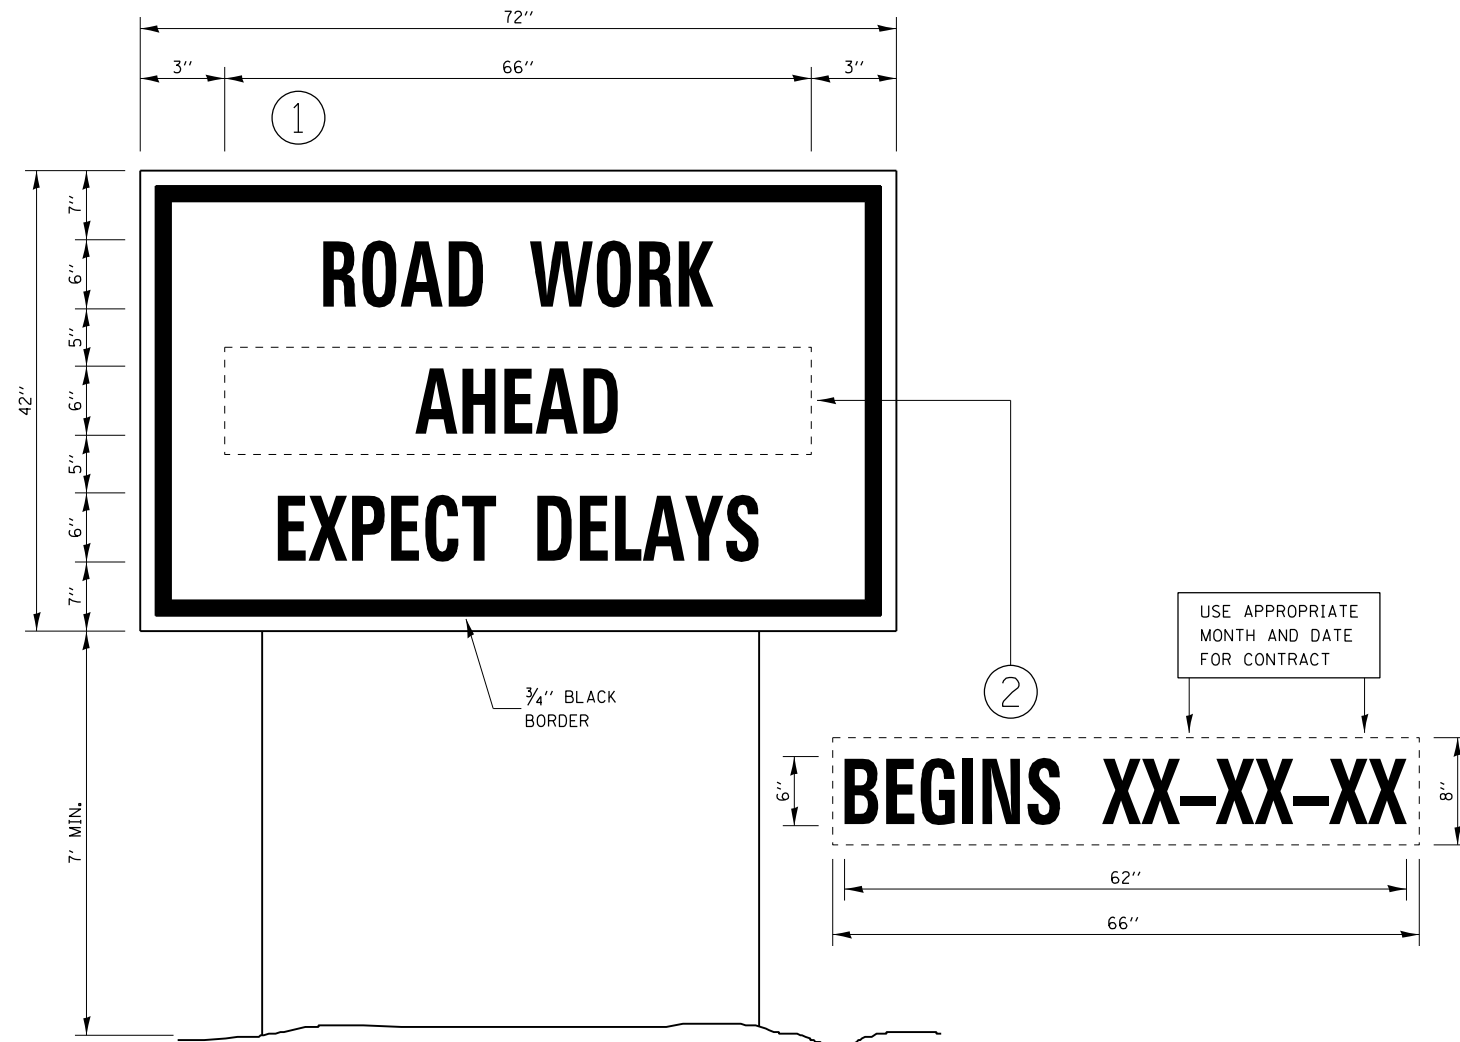 72''
3'' 66'' 3''
1
7''
6''
5''
6''
5''
6''
7''
42''
7' MIN.
ROAD WORK
AHEAD
EXPECT DELAYS
3/4'' BLACK
BORDER
2
USE APPROPRIATE
MONTH AND DATE
FOR CONTRACT
6''
BEGINS XX-XX-XX
8''
62''
66''